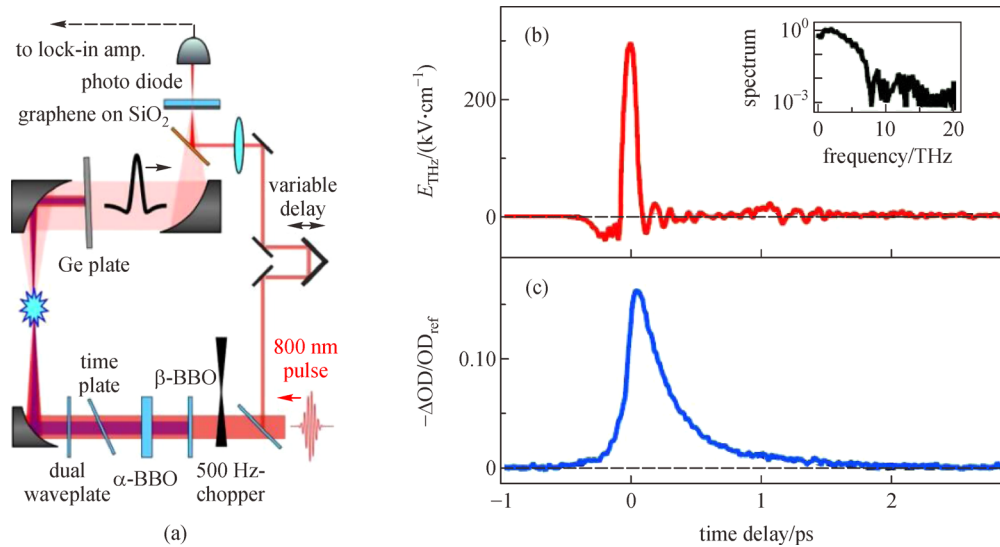 to lock-in amp.
photo diode
graphene on SiO₂
variable
delay
Ge plate
800 nm
pulse
time
plate
β-BBO
dual
waveplate
α-BBO
500 Hz-
chopper
(a)
(b)
E_THz/(kV·cm⁻¹)
200
0
spectrum
10⁰
10⁻³
0
10
20
frequency/THz
(c)
−ΔOD/OD_ref
0.10
0
−1
0
1
2
time delay/ps